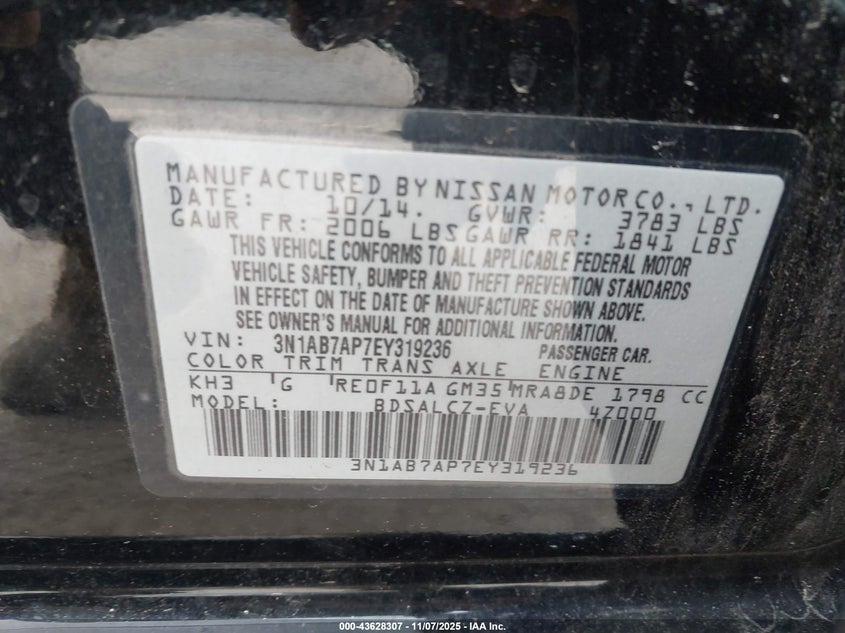 MANUFACTURED BY NISSAN MOTOR CO., LTD.
DATE: 10/14. GVWR: 3783 LBS
GAWR FR: 2006 LBS GAWR RR: 1841 LBS
THIS VEHICLE CONFORMS TO ALL APPLICABLE FEDERAL MOTOR
VEHICLE SAFETY, BUMPER AND THEFT PREVENTION STANDARDS
IN EFFECT ON THE DATE OF MANUFACTURE SHOWN ABOVE.
SEE OWNER'S MANUAL FOR ADDITIONAL INFORMATION.
VIN: 3N1AB7AP7EY319236 PASSENGER CAR.
COLOR TRIM TRANS AXLE ENGINE
KH3 G RE0F11A GM35 MRA8DE 1798 CC
MODEL: BDSALCZ-EVA 4Z000
3N1AB7AP7EY319236
000-43628307 - 11/07/2025 - IAA Inc.